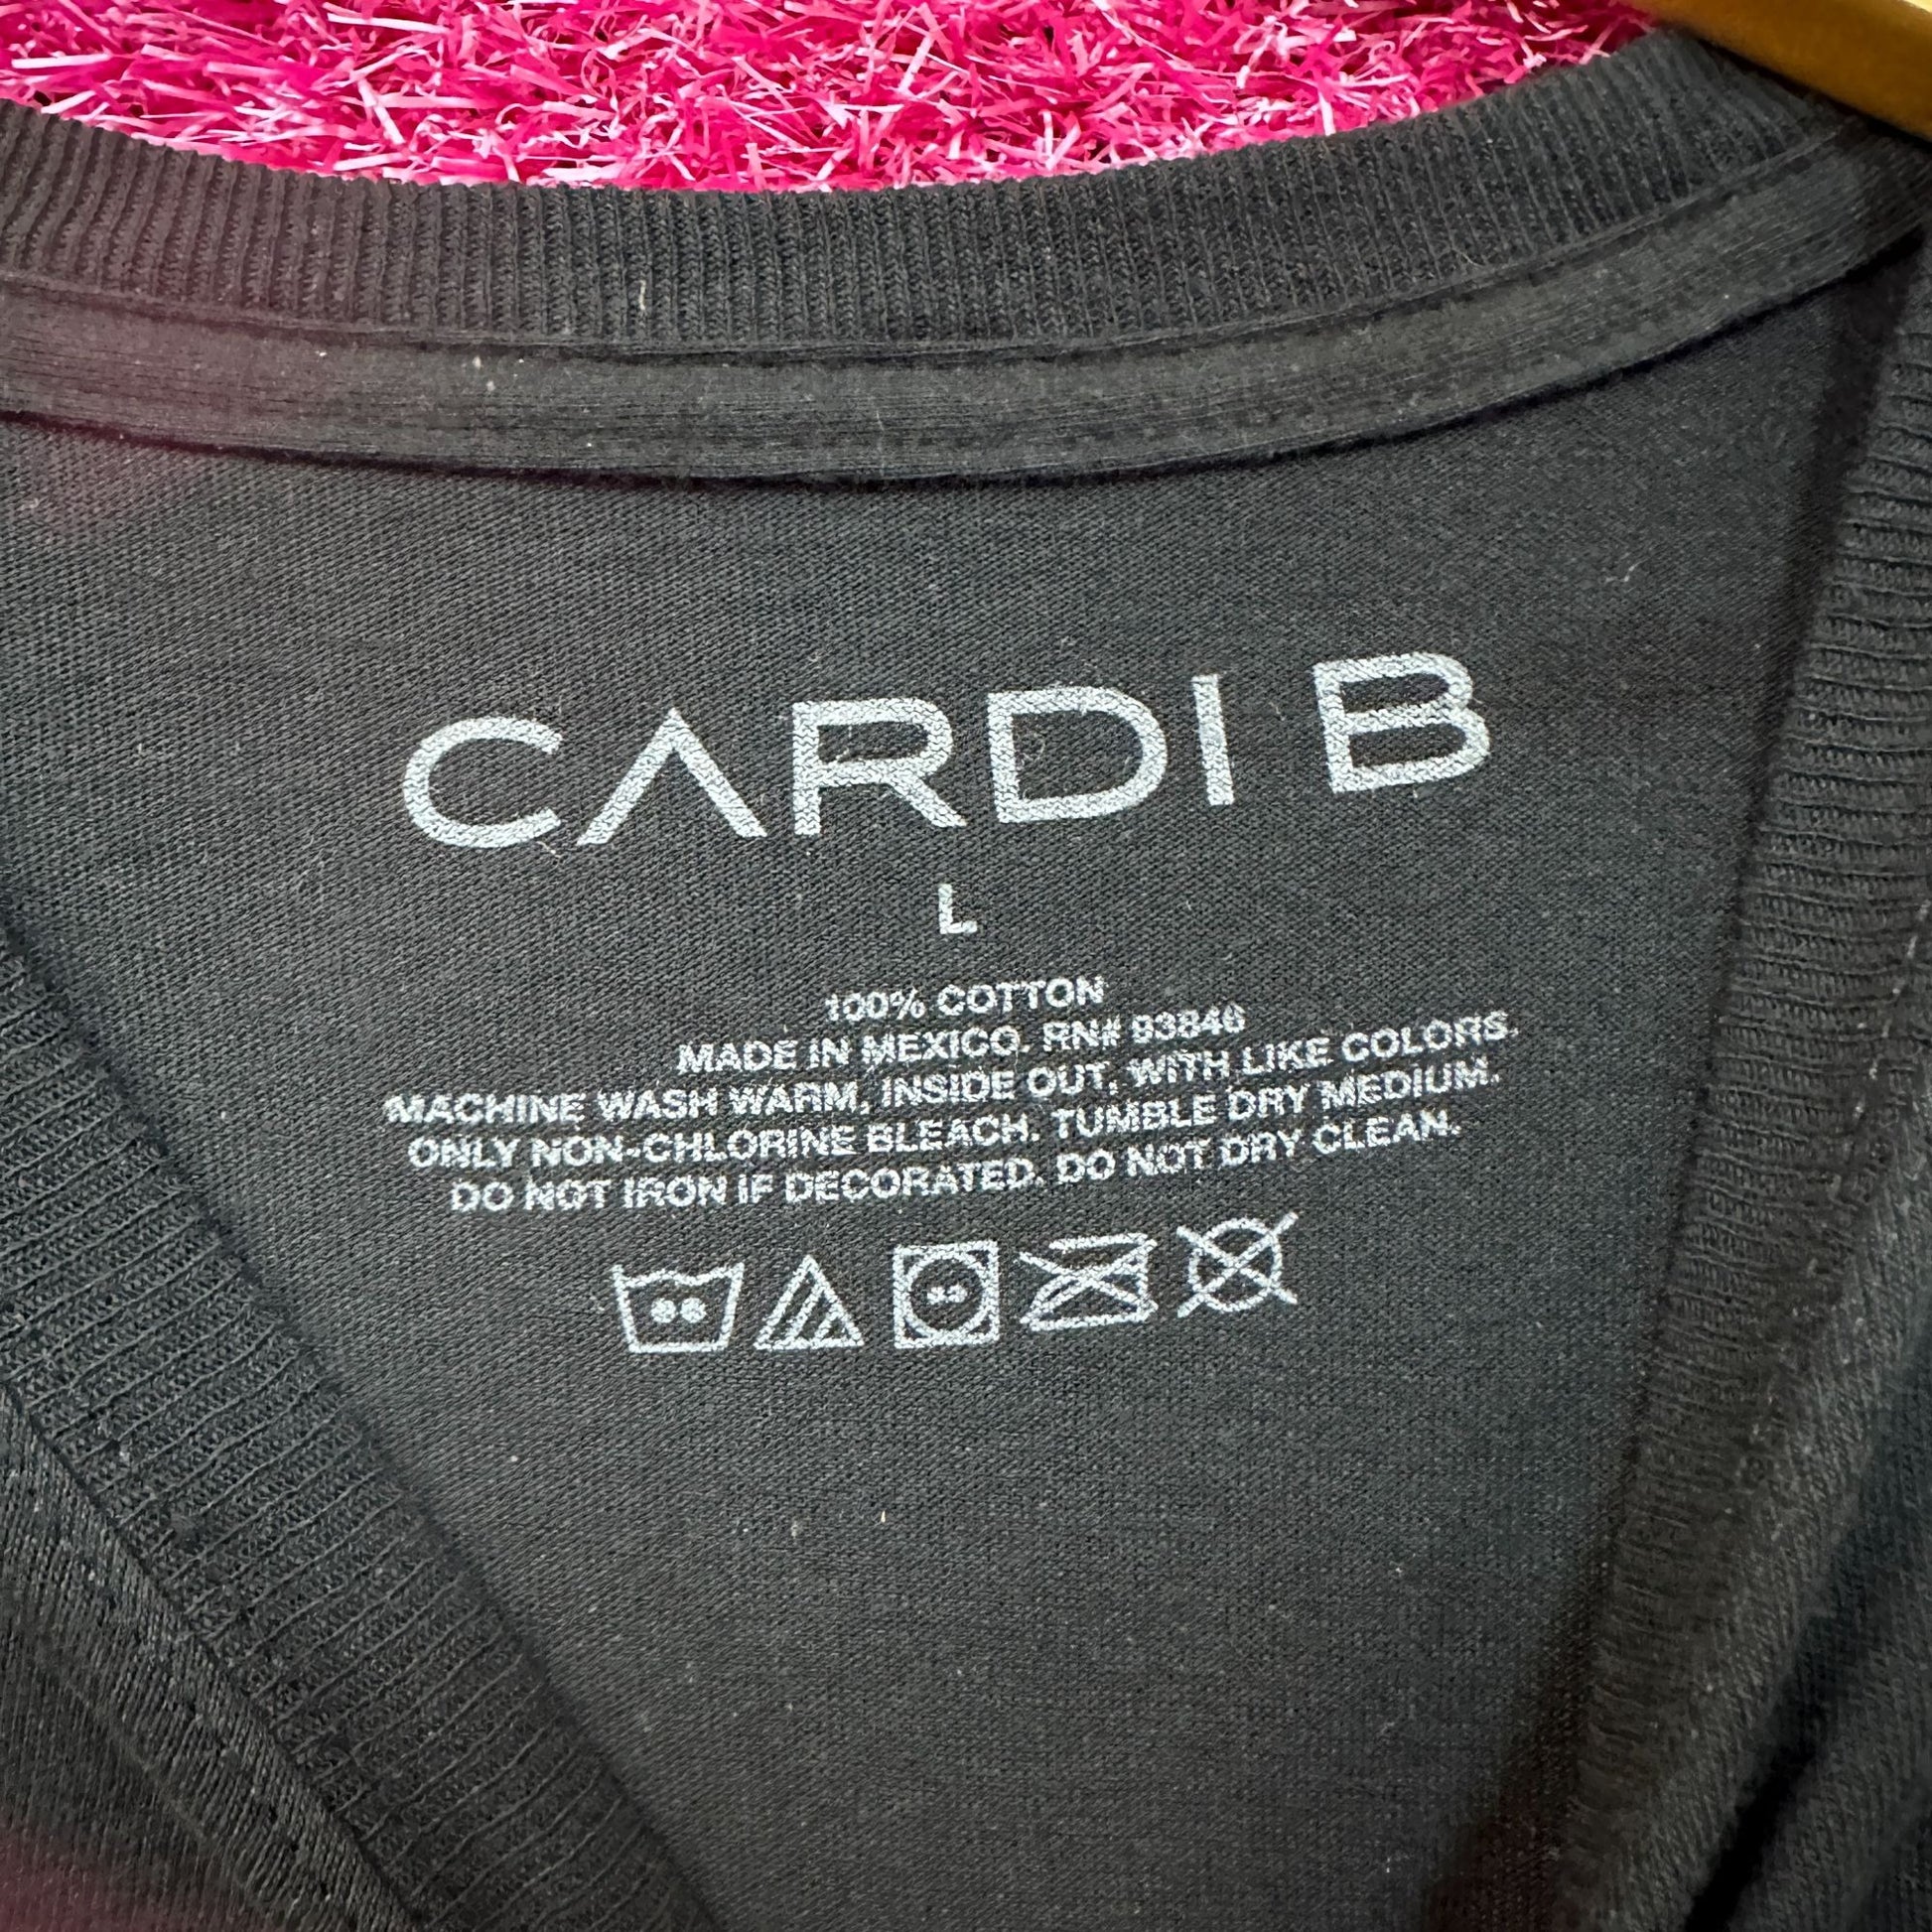 CARDI B
L
100% COTTON
MADE IN MEXICO. RN# 93846
MACHINE WASH WARM, INSIDE OUT, WITH LIKE COLORS.
ONLY NON-CHLORINE BLEACH. TUMBLE DRY MEDIUM.
DO NOT IRON IF DECORATED. DO NOT DRY CLEAN.